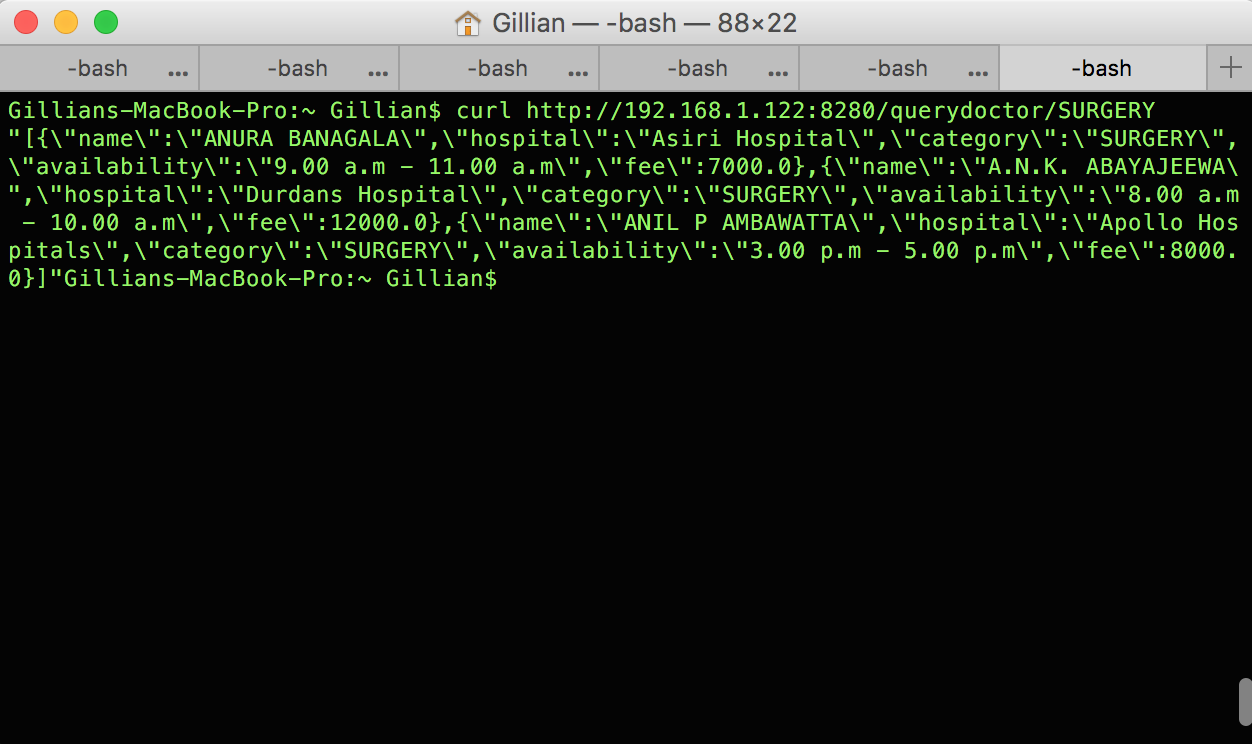 Gillian — -bash — 88×22
-bash ... -bash ... -bash ... -bash ... -bash ... -bash +
Gillians-MacBook-Pro:~ Gillian$ curl http://192.168.1.122:8280/querydoctor/SURGERY
"[{\"name\":\"ANURA BANAGALA\",\"hospital\":\"Asiri Hospital\",\"category\":\"SURGERY\",
\"availability\":\"9.00 a.m - 11.00 a.m\",\"fee\":7000.0},{\"name\":\"A.N.K. ABAYAJEEWA\
",\"hospital\":\"Durdans Hospital\",\"category\":\"SURGERY\",\"availability\":\"8.00 a.m
 - 10.00 a.m\",\"fee\":12000.0},{\"name\":\"ANIL P AMBAWATTA\",\"hospital\":\"Apollo Hos
pitals\",\"category\":\"SURGERY\",\"availability\":\"3.00 p.m - 5.00 p.m\",\"fee\":8000.
0}]"Gillians-MacBook-Pro:~ Gillian$